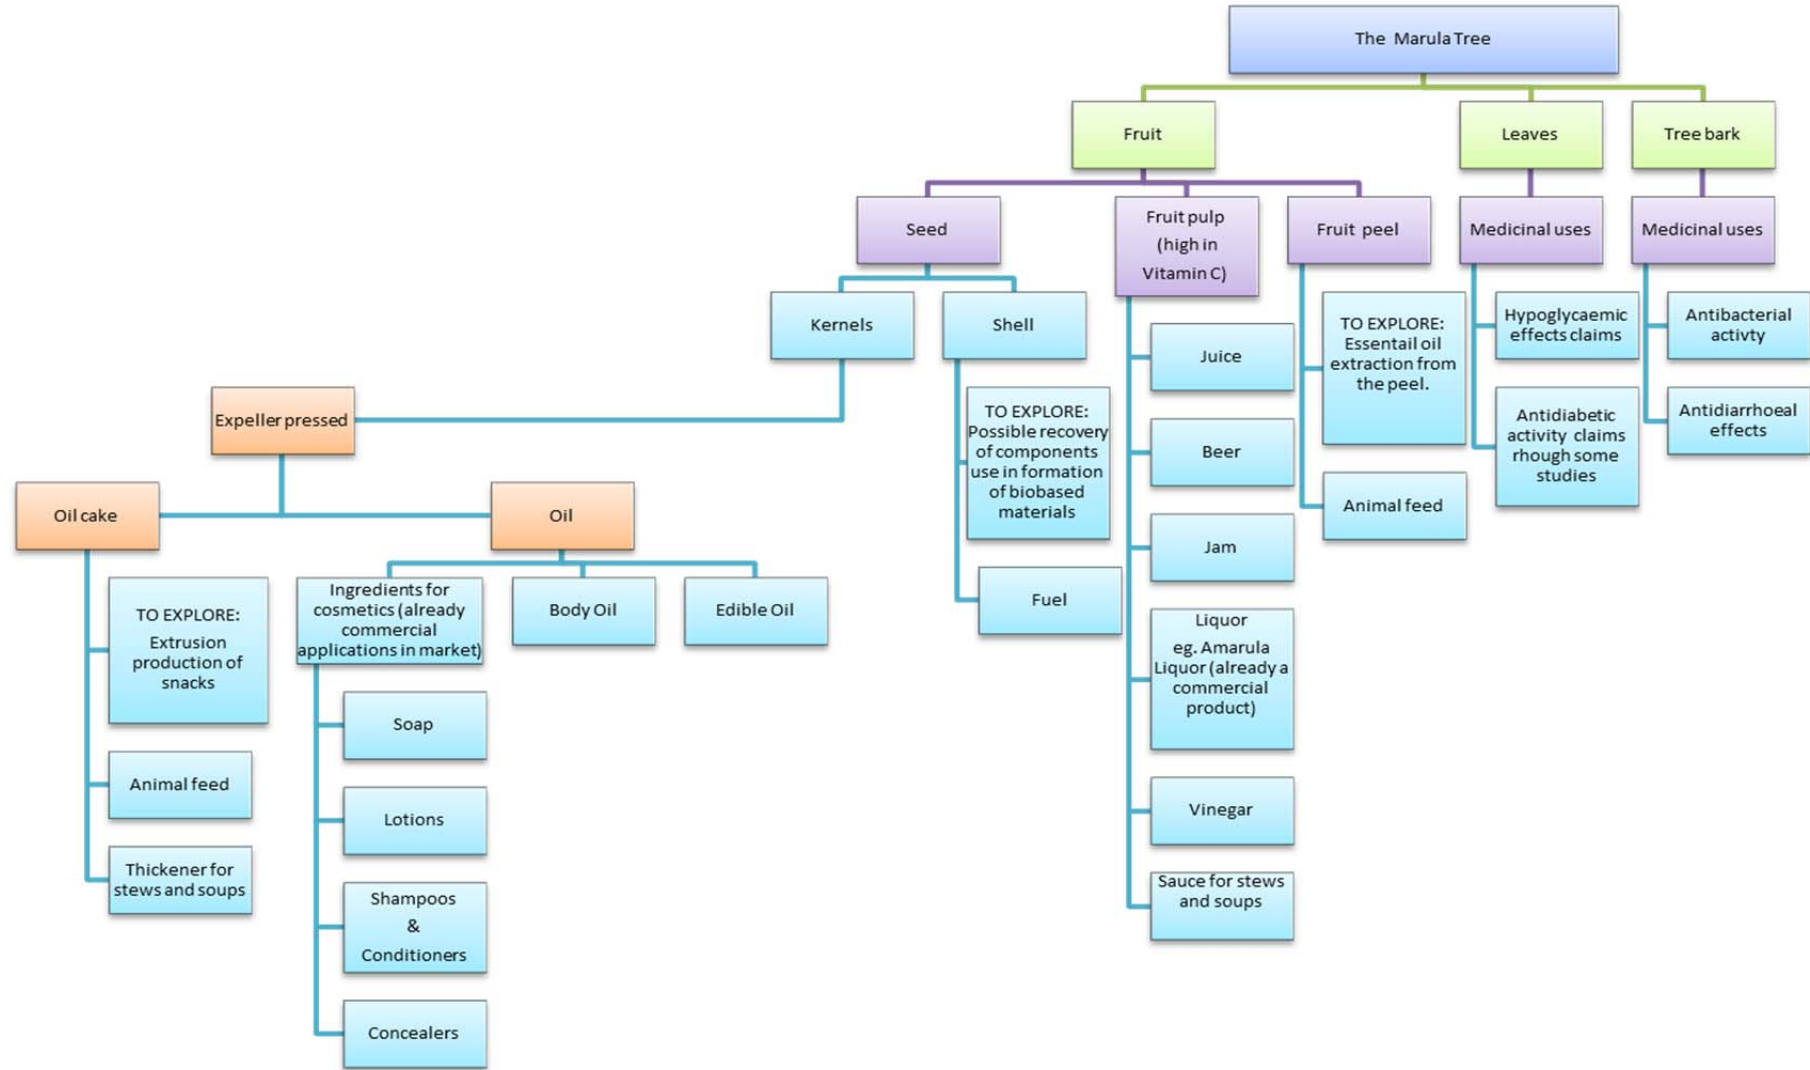 The Marula Tree
Fruit
Leaves
Tree bark
Seed
Fruit pulp
(high in
Vitamin C)
Fruit peel
Medicinal uses
Medicinal uses
Kernels
Shell
Juice
Beer
Jam
Liquor
eg. Amarula
Liquor (already a
commercial
product)
Vinegar
Sauce for stews
and soups
TO EXPLORE:
Essentail oil
extraction from
the peel.
Animal feed
Hypoglycaemic
effects claims
Antidiabetic
activity claims
rhough some
studies
Antibacterial
activty
Antidiarrhoeal
effects
TO EXPLORE:
Possible recovery
of components
use in formation
of biobased
materials
Fuel
Expeller pressed
Oil cake
Oil
TO EXPLORE:
Extrusion
production of
snacks
Animal feed
Thickener for
stews and soups
Ingredients for
cosmetics (already
commercial
applications in market)
Body Oil
Edible Oil
Soap
Lotions
Shampoos
&
Conditioners
Concealers